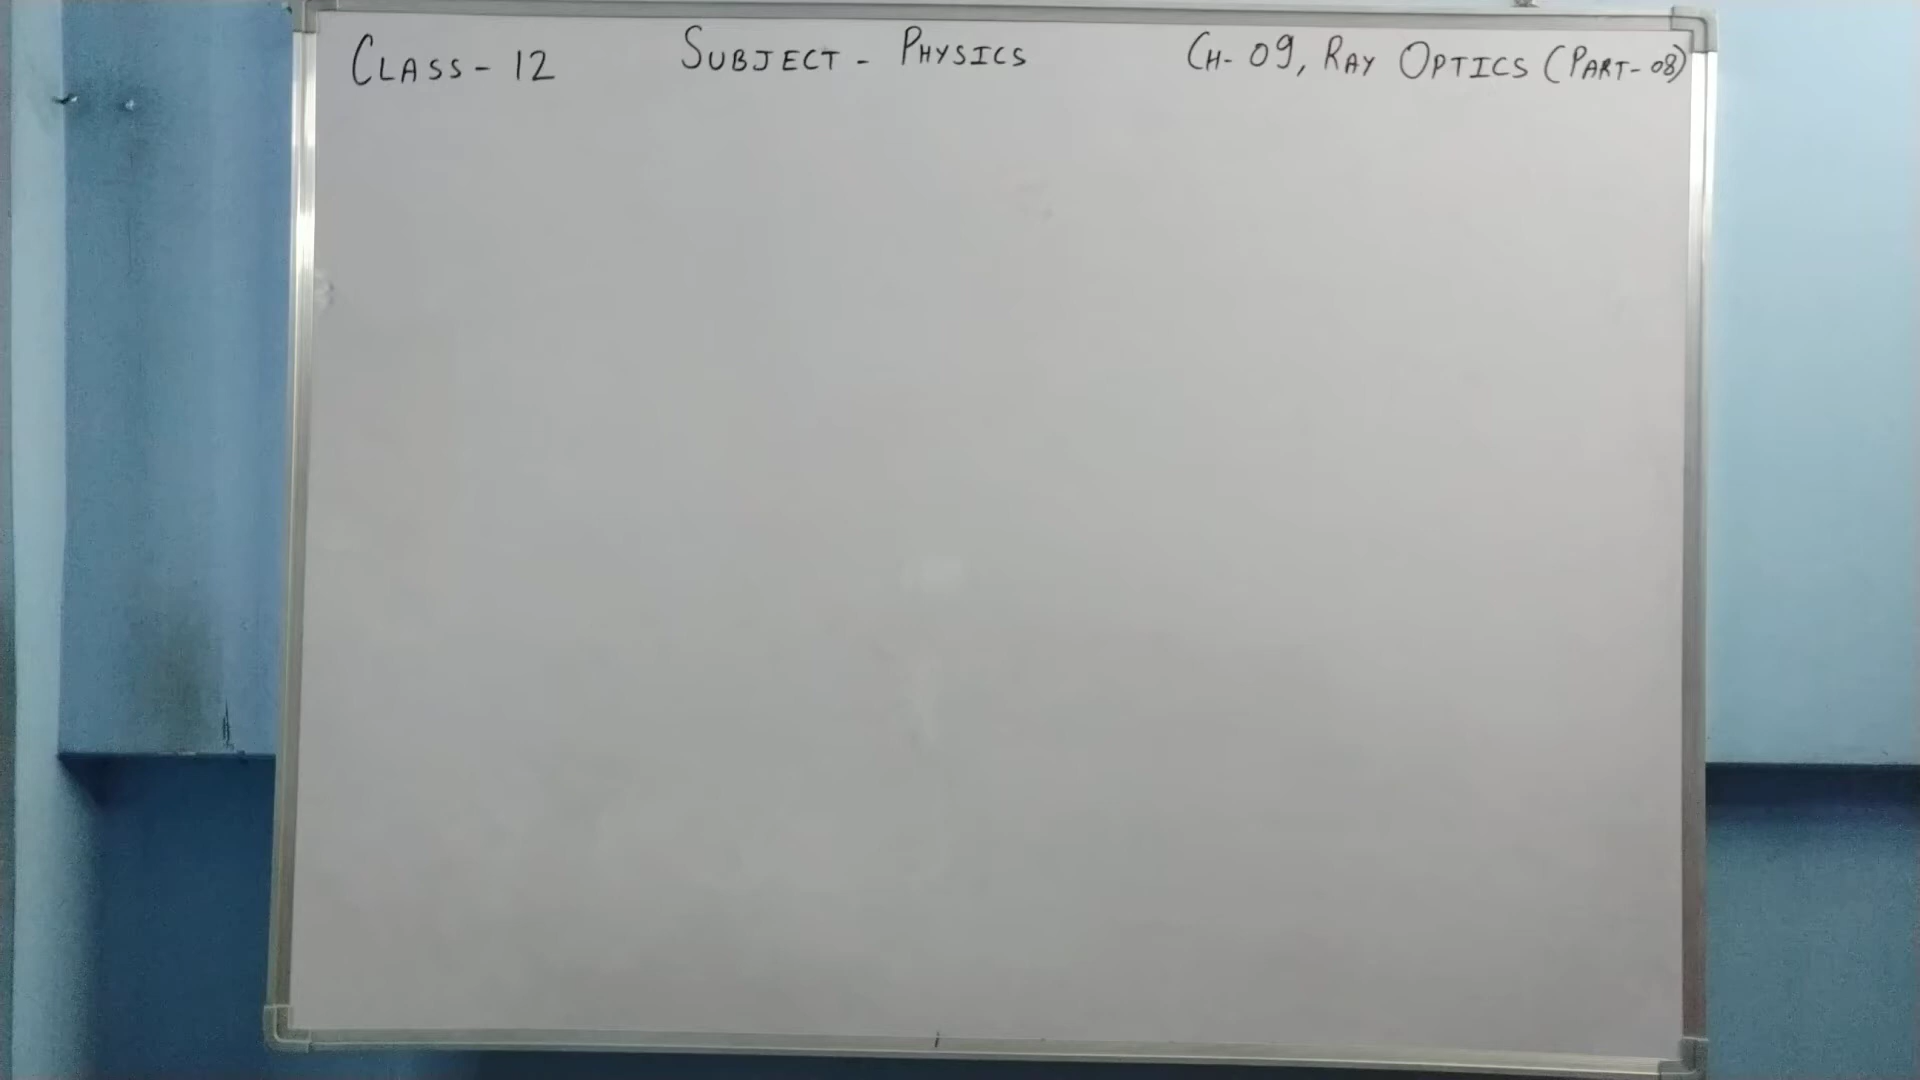 CLASS - 12 SUBJECT - PHYSICS CH- 09, RAY OPTICS (PART- 08)